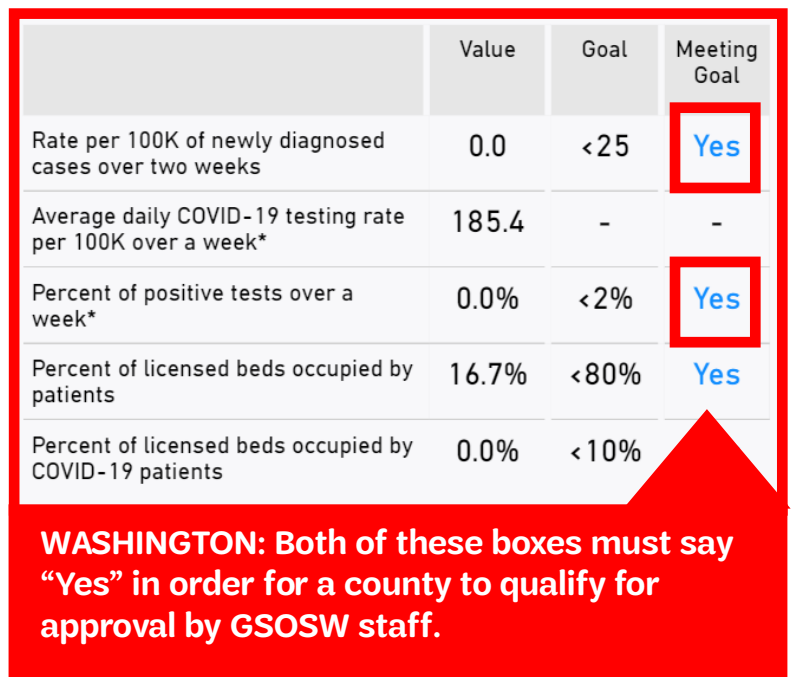 Value Goal Meeting
Goal
Rate per 100K of newly diagnosed
cases over two weeks 0.0 <25 Yes
Average daily COVID-19 testing rate
per 100K over a week* 185.4 - -
Percent of positive tests over a
week* 0.0% <2% Yes
Percent of licensed beds occupied by
patients 16.7% <80% Yes
Percent of licensed beds occupied by
COVID-19 patients 0.0% <10%
WASHINGTON: Both of these boxes must say
“Yes” in order for a county to qualify for
approval by GSOSW staff.